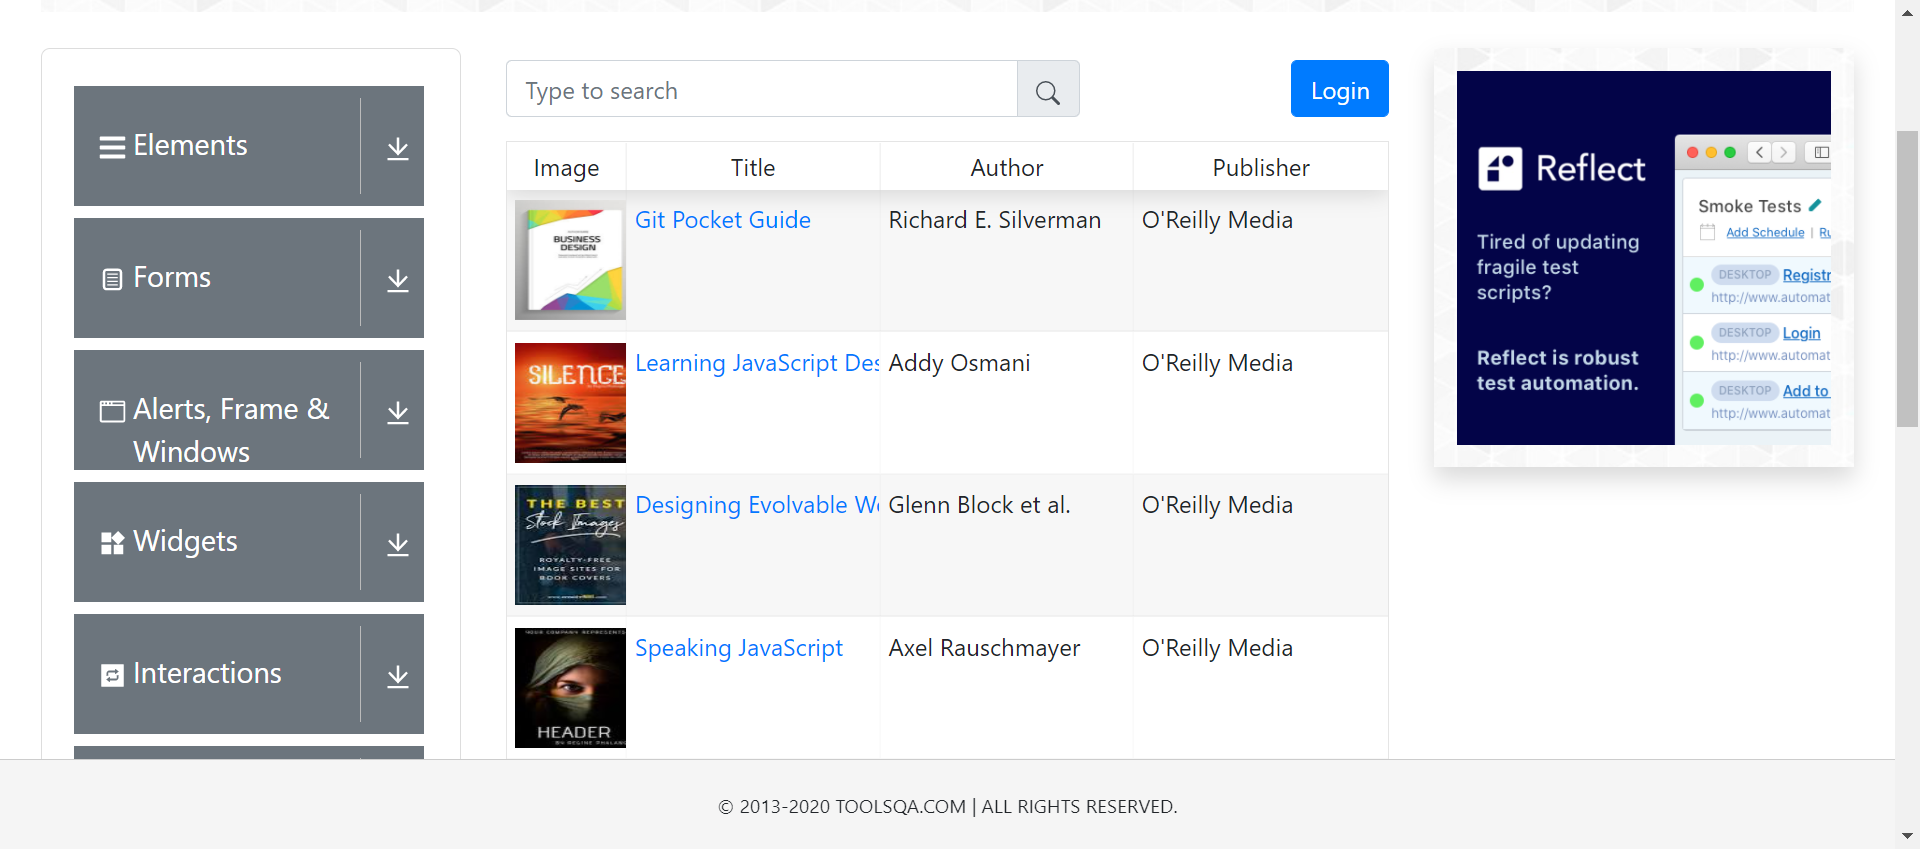 Elements
Forms
Alerts, Frame &
Windows
Widgets
Interactions
Type to search
Login
Image Title Author Publisher
BUSINESS
DESIGN
Git Pocket Guide Richard E. Silverman O'Reilly Media
SILENCE
Learning JavaScript Des Addy Osmani O'Reilly Media
THE BEST
Stock Images
ROYALTY-FREE
IMAGE SITES FOR
BOOK COVERS
Designing Evolvable We Glenn Block et al. O'Reilly Media
YOUR COMPANY REPRESENTS
HEADER
Speaking JavaScript Axel Rauschmayer O'Reilly Media
Reflect
Tired of updating
fragile test
scripts?
Reflect is robust
test automation.
Smoke Tests
Add Schedule | Ru
DESKTOP Registr
http://www.automat
DESKTOP Login
http://www.automat
DESKTOP Add to
http://www.automat
© 2013-2020 TOOLSQA.COM | ALL RIGHTS RESERVED.